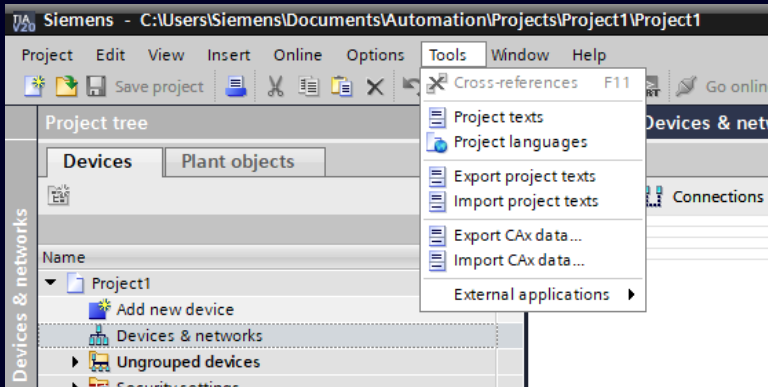 TIA V20 Siemens - C:\Users\Siemens\Documents\Automation\Projects\Project1\Project1
Project Edit View Insert Online Options Tools Window Help
Save project Go onlin
Cross-references F11
Project texts
Project languages
Export project texts
Import project texts
Export CAx data...
Import CAx data...
External applications
Project tree
Devices & net
Devices Plant objects
Connections
Name
Project1
Add new device
Devices & networks
Ungrouped devices
Security settings
Devices & networks